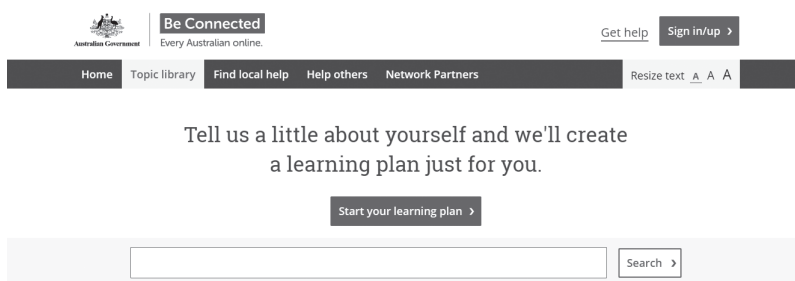 Be Connected
Australian Government
Every Australian online.
Get help
Sign in/up
Home Topic library Find local help Help others Network Partners
Resize text A A A
Tell us a little about yourself and we'll create
a learning plan just for you.
Start your learning plan
Search